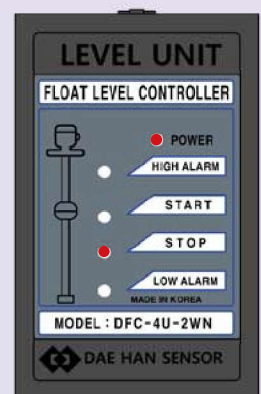 LEVEL UNIT
FLOAT LEVEL CONTROLLER
POWER
HIGH ALARM
START
STOP
LOW ALARM
MADE IN KOREA
MODEL : DFC-4U-2WN
DAE HAN SENSOR